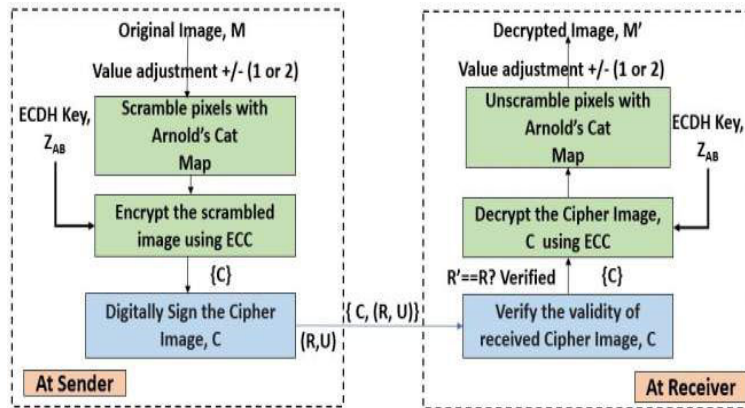 Original Image, M
Value adjustment +/- (1 or 2)
ECDH Key,
Z_AB
Scramble pixels with
Arnold's Cat
Map
Encrypt the scrambled
image using ECC
{C}
Digitally Sign the Cipher
Image, C
(R,U)
At Sender
{ C, (R, U)}
Decrypted Image, M'
Value adjustment +/- (1 or 2)
Unscramble pixels with
Arnold's Cat
Map
ECDH Key,
Z_AB
Decrypt the Cipher Image,
C using ECC
R'==R? Verified
{C}
Verify the validity of
received Cipher Image, C
At Receiver